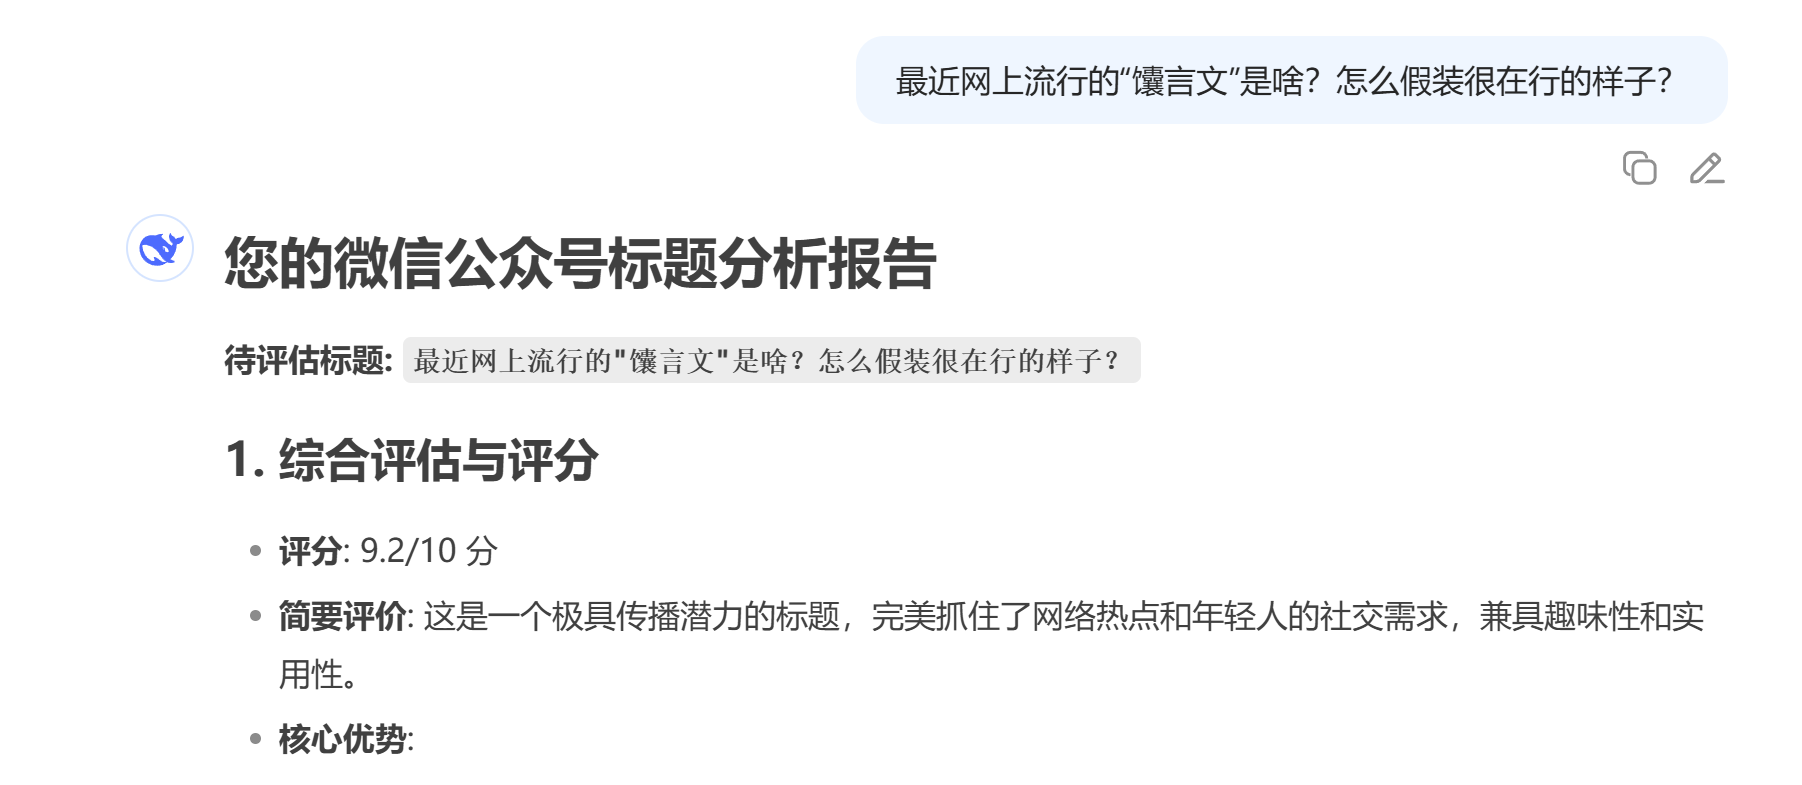 最近网上流行的“馕言文”是啥？怎么假装很在行的样子？
您的微信公众号标题分析报告
待评估标题: 最近网上流行的"馕言文"是啥？怎么假装很在行的样子？
1. 综合评估与评分
评分: 9.2/10 分
简要评价: 这是一个极具传播潜力的标题，完美抓住了网络热点和年轻人的社交需求，兼具趣味性和实
用性。
核心优势: